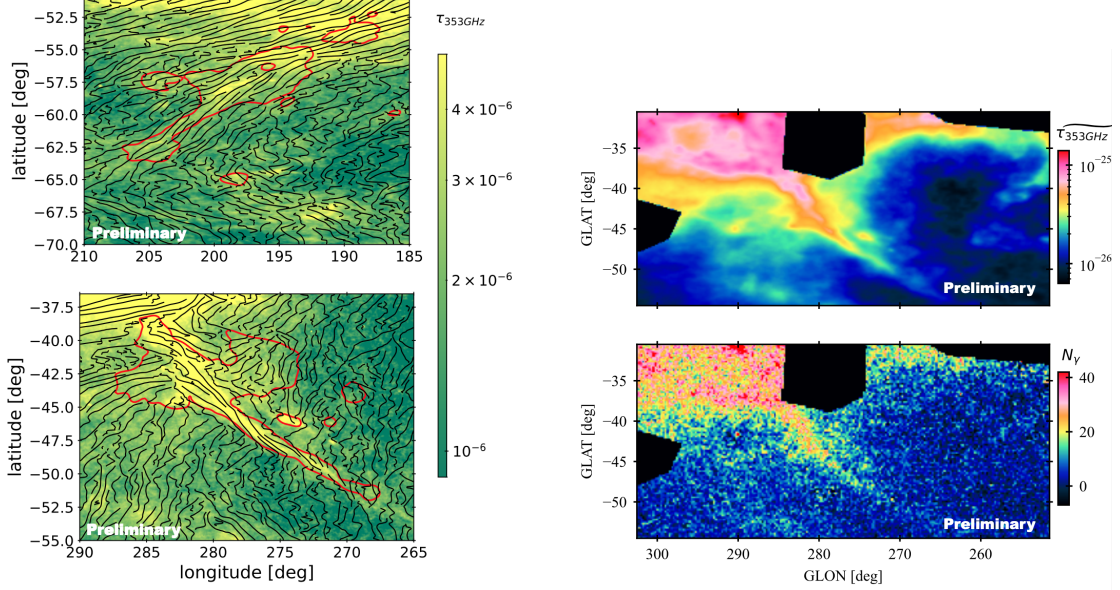 τ353GHz
−52.5
−55.0
−57.5
−60.0
−62.5
−65.0
−67.5
−70.0
latitude [deg]
Preliminary
210 205 200 195 190 185
4 × 10−6
3 × 10−6
2 × 10−6
10−6
−37.5
−40.0
−42.5
−45.0
−47.5
−50.0
−52.5
−55.0
latitude [deg]
Preliminary
290 285 280 275 270 265
longitude [deg]
τ353GHz
−35
−40
−45
−50
GLAT [deg]
Preliminary
10−25
10−26
Nγ
−35
−40
−45
−50
GLAT [deg]
Preliminary
40
20
0
300 290 280 270 260
GLON [deg]